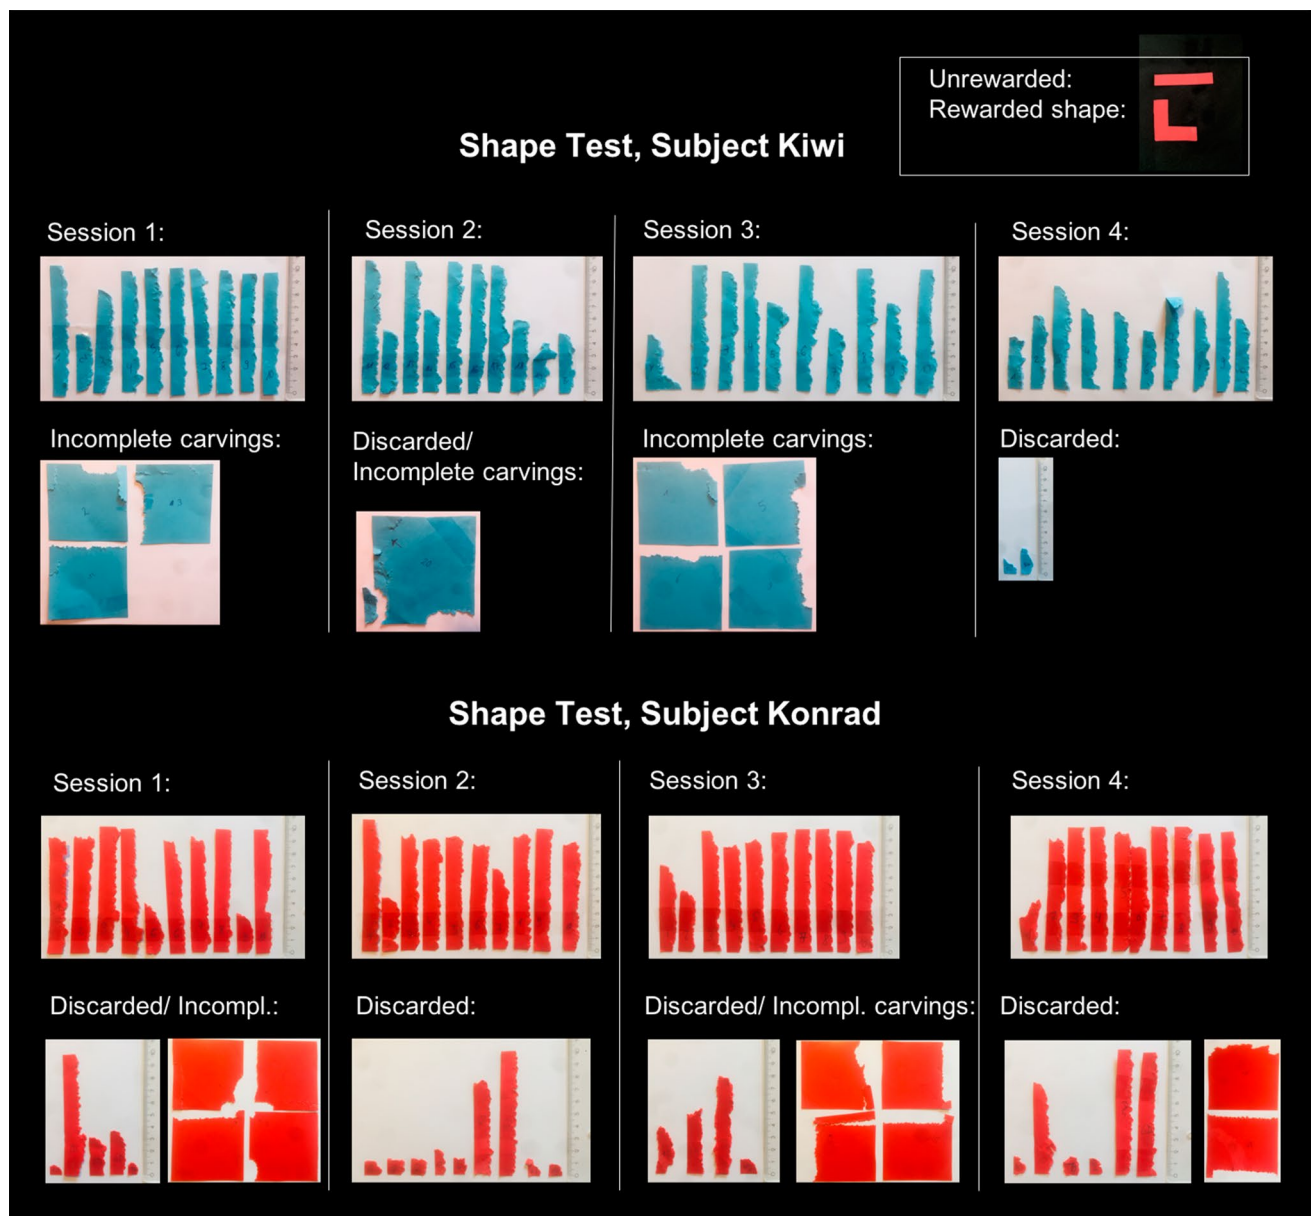 Unrewarded:
Rewarded shape:
Shape Test, Subject Kiwi
Session 1:
Session 2:
Session 3:
Session 4:
Incomplete carvings:
Discarded/
Incomplete carvings:
Incomplete carvings:
Discarded:
Shape Test, Subject Konrad
Session 1:
Session 2:
Session 3:
Session 4:
Discarded/ Incompl.:
Discarded:
Discarded/ Incompl. carvings:
Discarded: